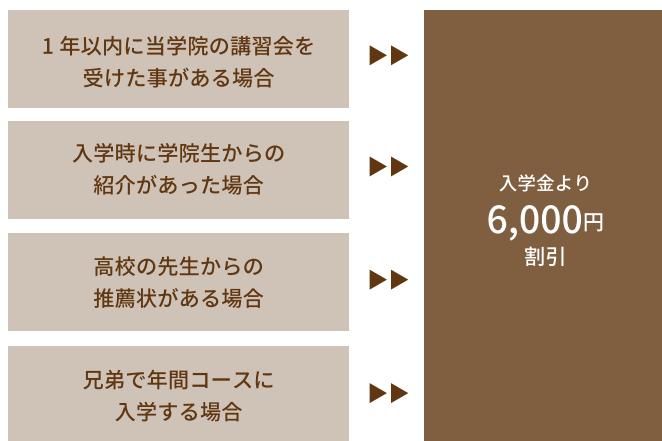 1年以内に当学院の講習会を
受けた事がある場合
入学時に学院生からの
紹介があった場合
高校の先生からの
推薦状がある場合
兄弟で年間コースに
入学する場合
入学金より
6,000円
割引